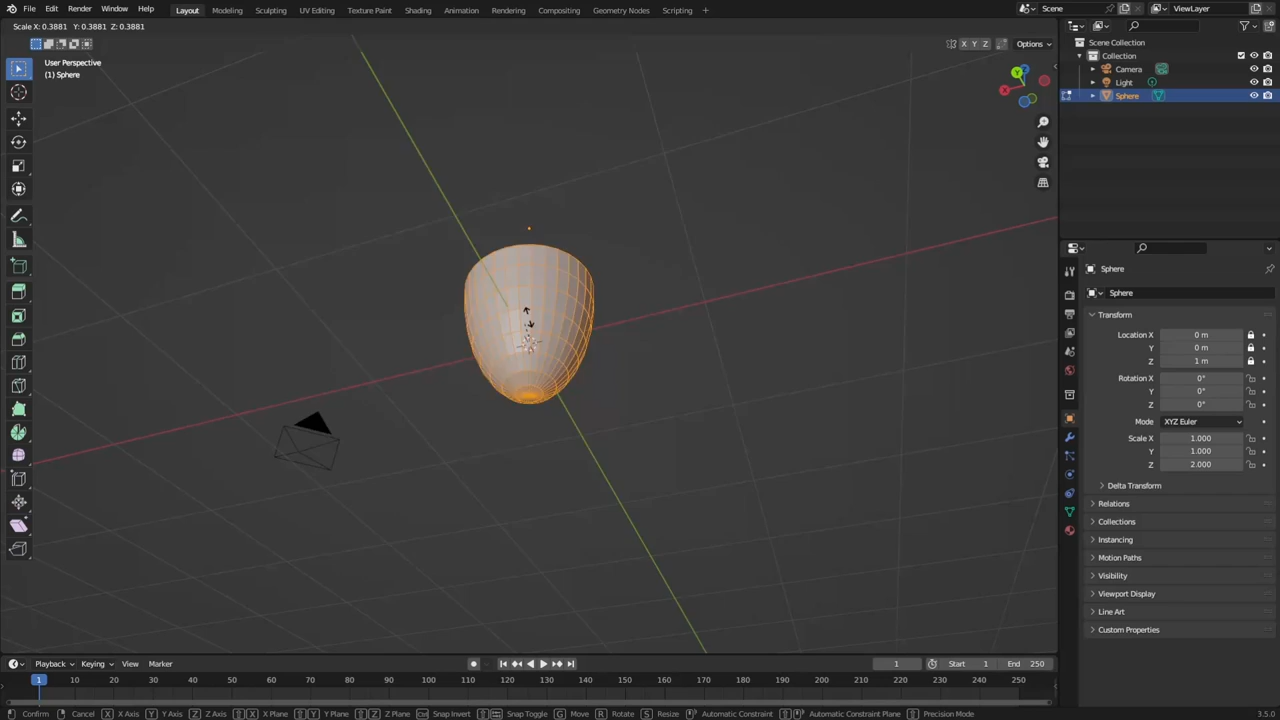 File Edit Render Window Help Layout Modeling Sculpting UV Editing Texture Paint Shading Animation Rendering Compositing Geometry Nodes Scripting + Scene ViewLayer
Scale X: 0.3881 Y: 0.3881 Z: 0.3881
X Y Z Options
User Perspective
(1) Sphere
Scene Collection
Collection
Camera
Light
Sphere
Sphere
Sphere
Transform
Location X 0 m
Y 0 m
Z 1 m
Rotation X 0°
Y 0°
Z 0°
Mode XYZ Euler
Scale X 1.000
Y 1.000
Z 2.000
Delta Transform
Relations
Collections
Instancing
Motion Paths
Visibility
Viewport Display
Line Art
Custom Properties
Playback Keying View Marker 1 Start 1 End 250
1 10 20 30 40 50 60 70 80 90 100 110 120 130 140 150 160 170 180 190 200 210 220 230 240 250
Confirm Cancel X X Axis Y Y Axis Z Z Axis X X Plane Y Y Plane Z Z Plane Snap Invert Snap Toggle G Move R Rotate S Resize Automatic Constraint Automatic Constraint Plane Precision Mode 3.5.0